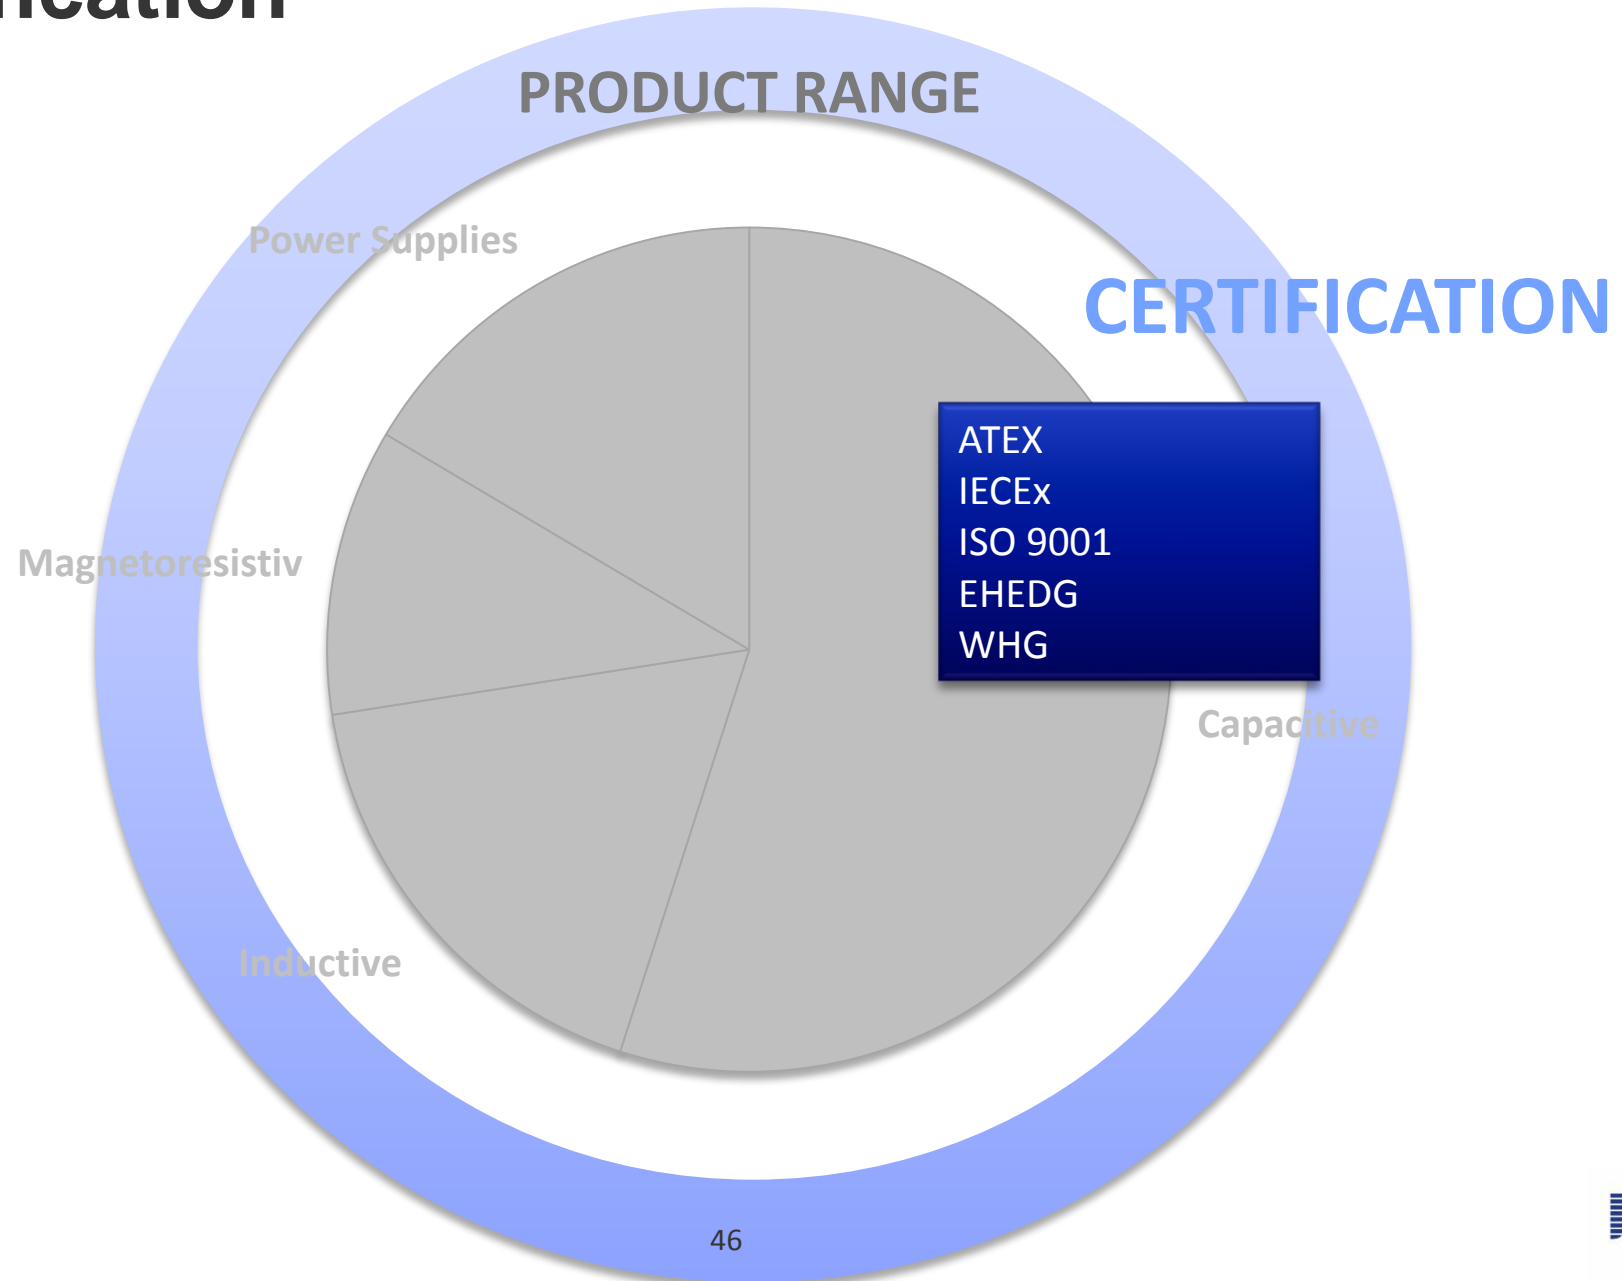 PRODUCT RANGE
Power Supplies
CERTIFICATION
ATEX
IECEx
ISO 9001
EHEDG
WHG
Magnetoresistiv
Capacitive
Inductive
46